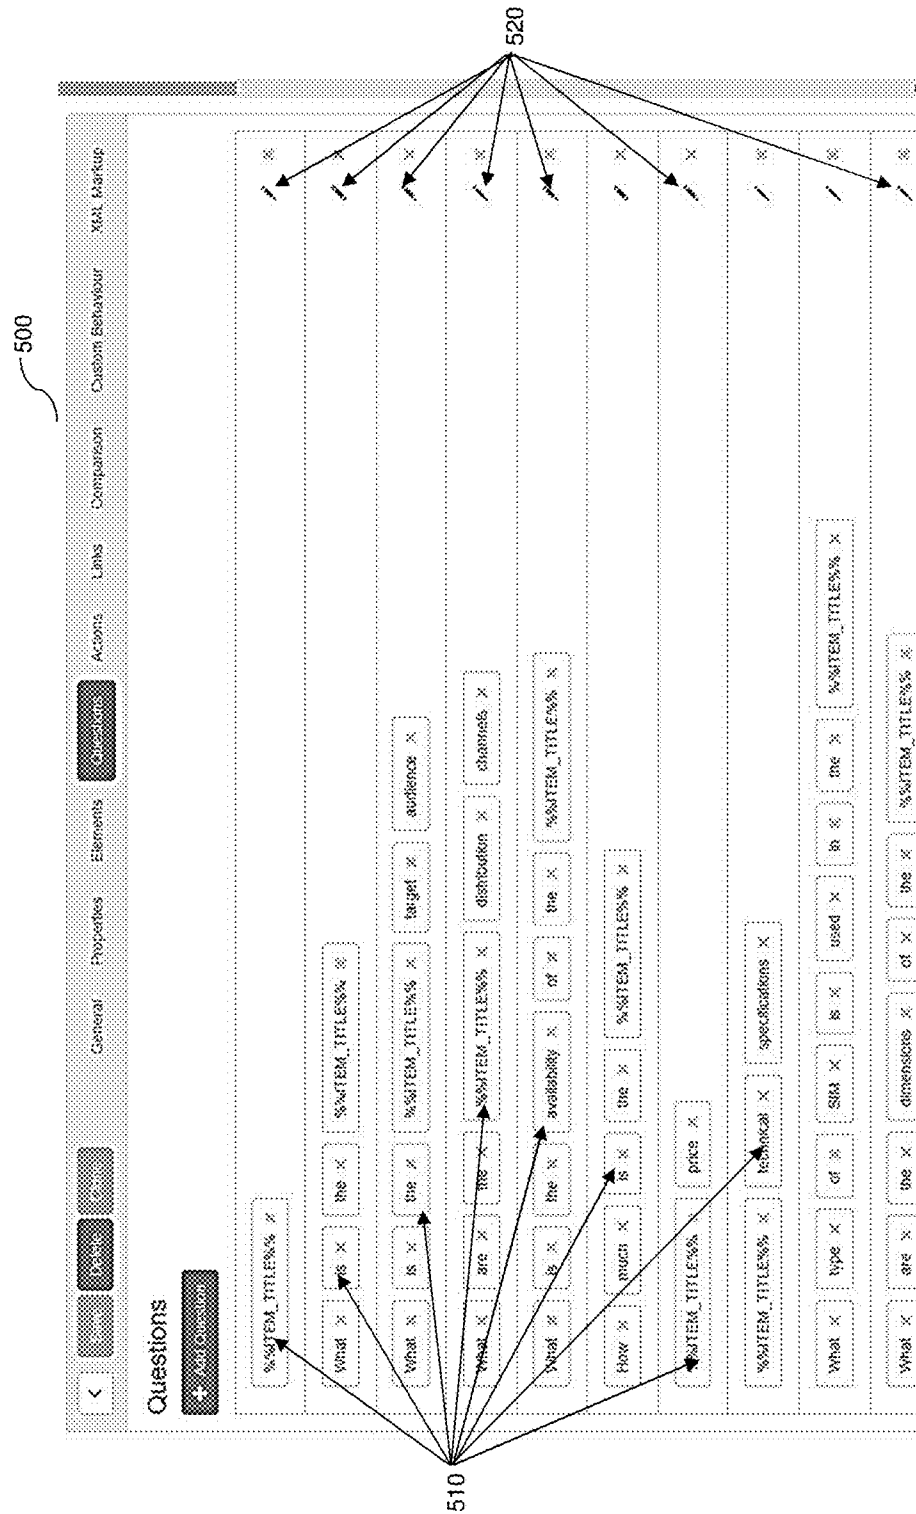 500
General Properties Elements Questions Actions Links Comparison Custom Behaviour XML Markup
Questions
+ Add Question
%%ITEM_TITLE%% ×
What × is × the × %%ITEM_TITLE%% ×
What × is × the × %%ITEM_TITLE%% × target × audience ×
What × are × the × %%ITEM_TITLE%% × distribution × channels ×
What × is × the × availability × of × the × %%ITEM_TITLE%% ×
How × much × is × the × %%ITEM_TITLE%% ×
%%ITEM_TITLE%% × price ×
%%ITEM_TITLE%% × technical × specifications ×
What × type × of × SIM × is × used × in × the × %%ITEM_TITLE%% ×
What × are × the × dimensions × of × the × %%ITEM_TITLE%% ×
510
520